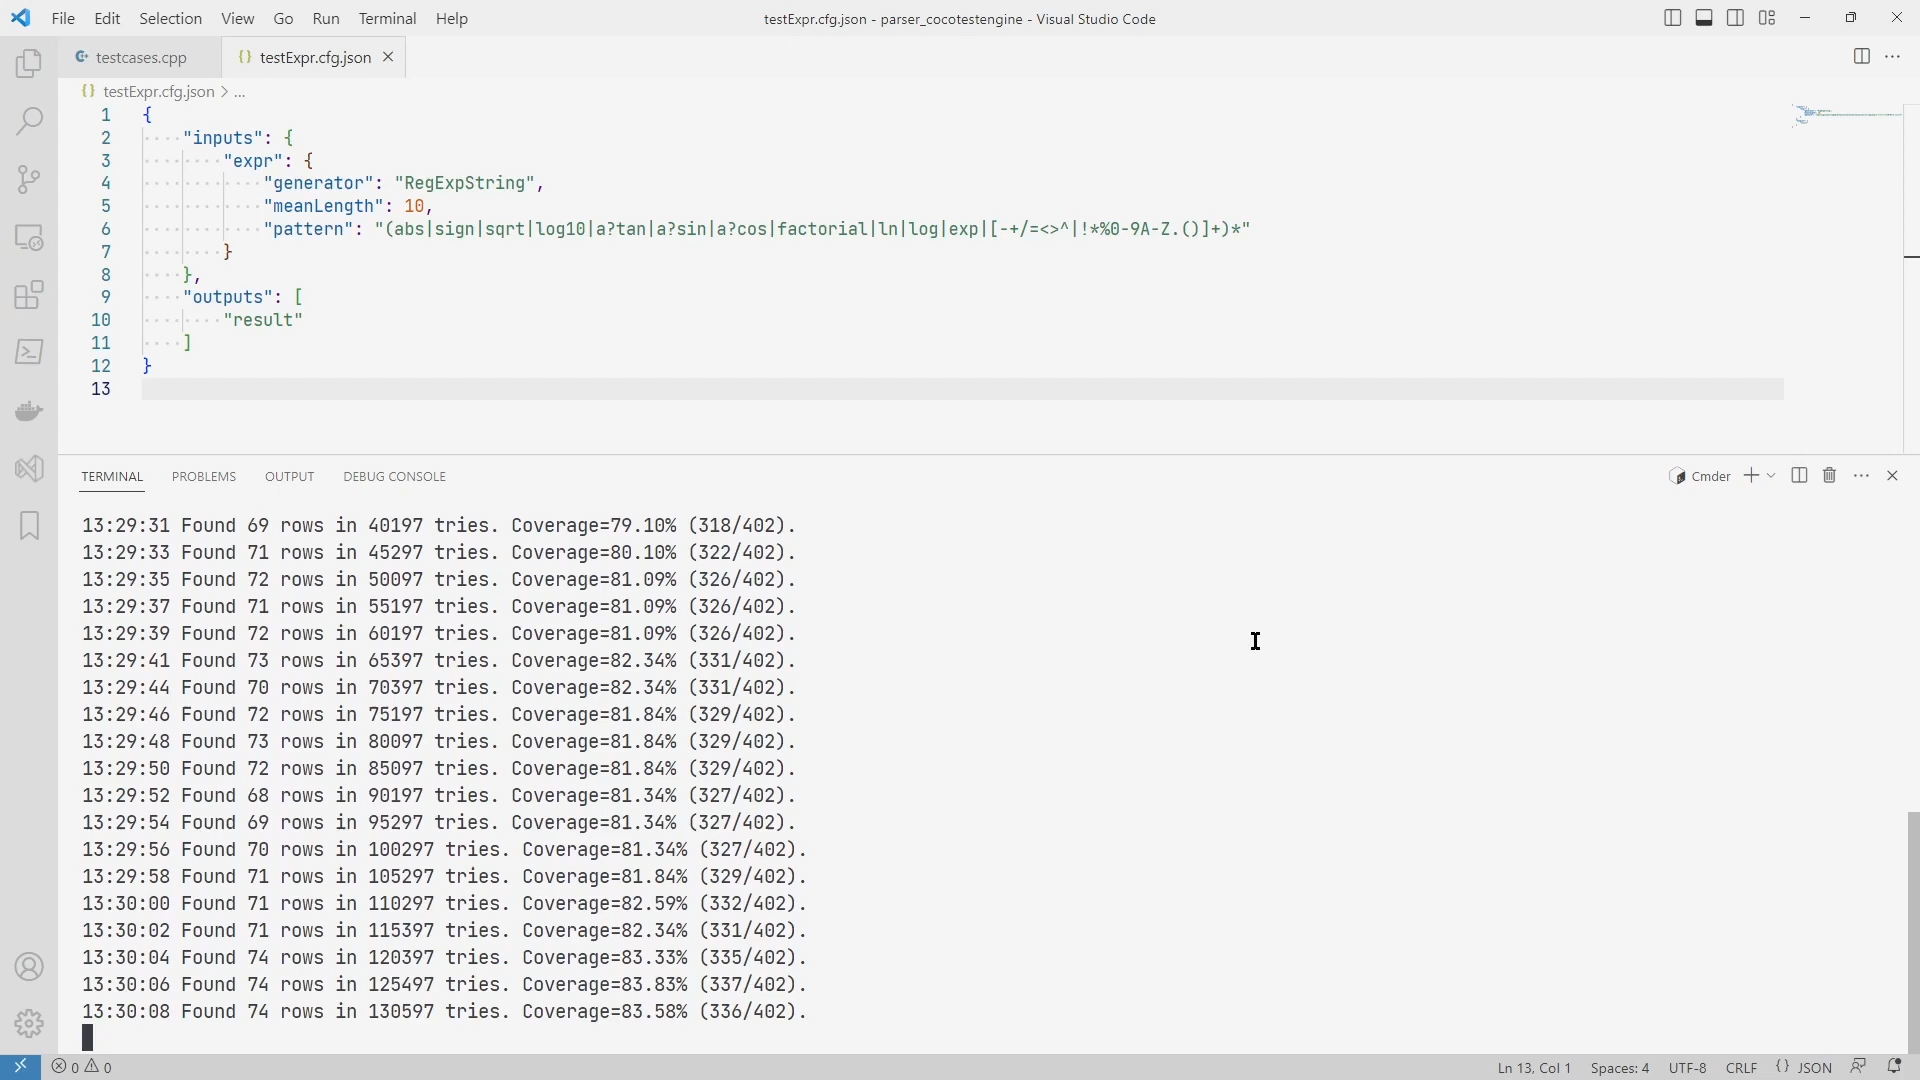 File Edit Selection View Go Run Terminal Help
testExpr.cfg.json - parser_cocotestengine - Visual Studio Code
testcases.cpp
{} testExpr.cfg.json
{} testExpr.cfg.json > ...
1 {
2 "inputs": {
3 "expr": {
4 "generator": "RegExpString",
5 "meanLength": 10,
6 "pattern": "(abs|sign|sqrt|log10|a?tan|a?sin|a?cos|factorial|ln|log|exp|[-+/=<>^|!*%0-9A-Z.()]+)*"
7 }
8 },
9 "outputs": [
10 "result"
11 ]
12 }
13
TERMINAL PROBLEMS OUTPUT DEBUG CONSOLE
Cmder
13:29:31 Found 69 rows in 40197 tries. Coverage=79.10% (318/402).
13:29:33 Found 71 rows in 45297 tries. Coverage=80.10% (322/402).
13:29:35 Found 72 rows in 50097 tries. Coverage=81.09% (326/402).
13:29:37 Found 71 rows in 55197 tries. Coverage=81.09% (326/402).
13:29:39 Found 72 rows in 60197 tries. Coverage=81.09% (326/402).
13:29:41 Found 73 rows in 65397 tries. Coverage=82.34% (331/402).
13:29:44 Found 70 rows in 70397 tries. Coverage=82.34% (331/402).
13:29:46 Found 72 rows in 75197 tries. Coverage=81.84% (329/402).
13:29:48 Found 73 rows in 80097 tries. Coverage=81.84% (329/402).
13:29:50 Found 72 rows in 85097 tries. Coverage=81.84% (329/402).
13:29:52 Found 68 rows in 90197 tries. Coverage=81.34% (327/402).
13:29:54 Found 69 rows in 95297 tries. Coverage=81.34% (327/402).
13:29:56 Found 70 rows in 100297 tries. Coverage=81.34% (327/402).
13:29:58 Found 71 rows in 105297 tries. Coverage=81.84% (329/402).
13:30:00 Found 71 rows in 110297 tries. Coverage=82.59% (332/402).
13:30:02 Found 71 rows in 115397 tries. Coverage=82.34% (331/402).
13:30:04 Found 74 rows in 120397 tries. Coverage=83.33% (335/402).
13:30:06 Found 74 rows in 125497 tries. Coverage=83.83% (337/402).
13:30:08 Found 74 rows in 130597 tries. Coverage=83.58% (336/402).
0 0
Ln 13, Col 1 Spaces: 4 UTF-8 CRLF {} JSON